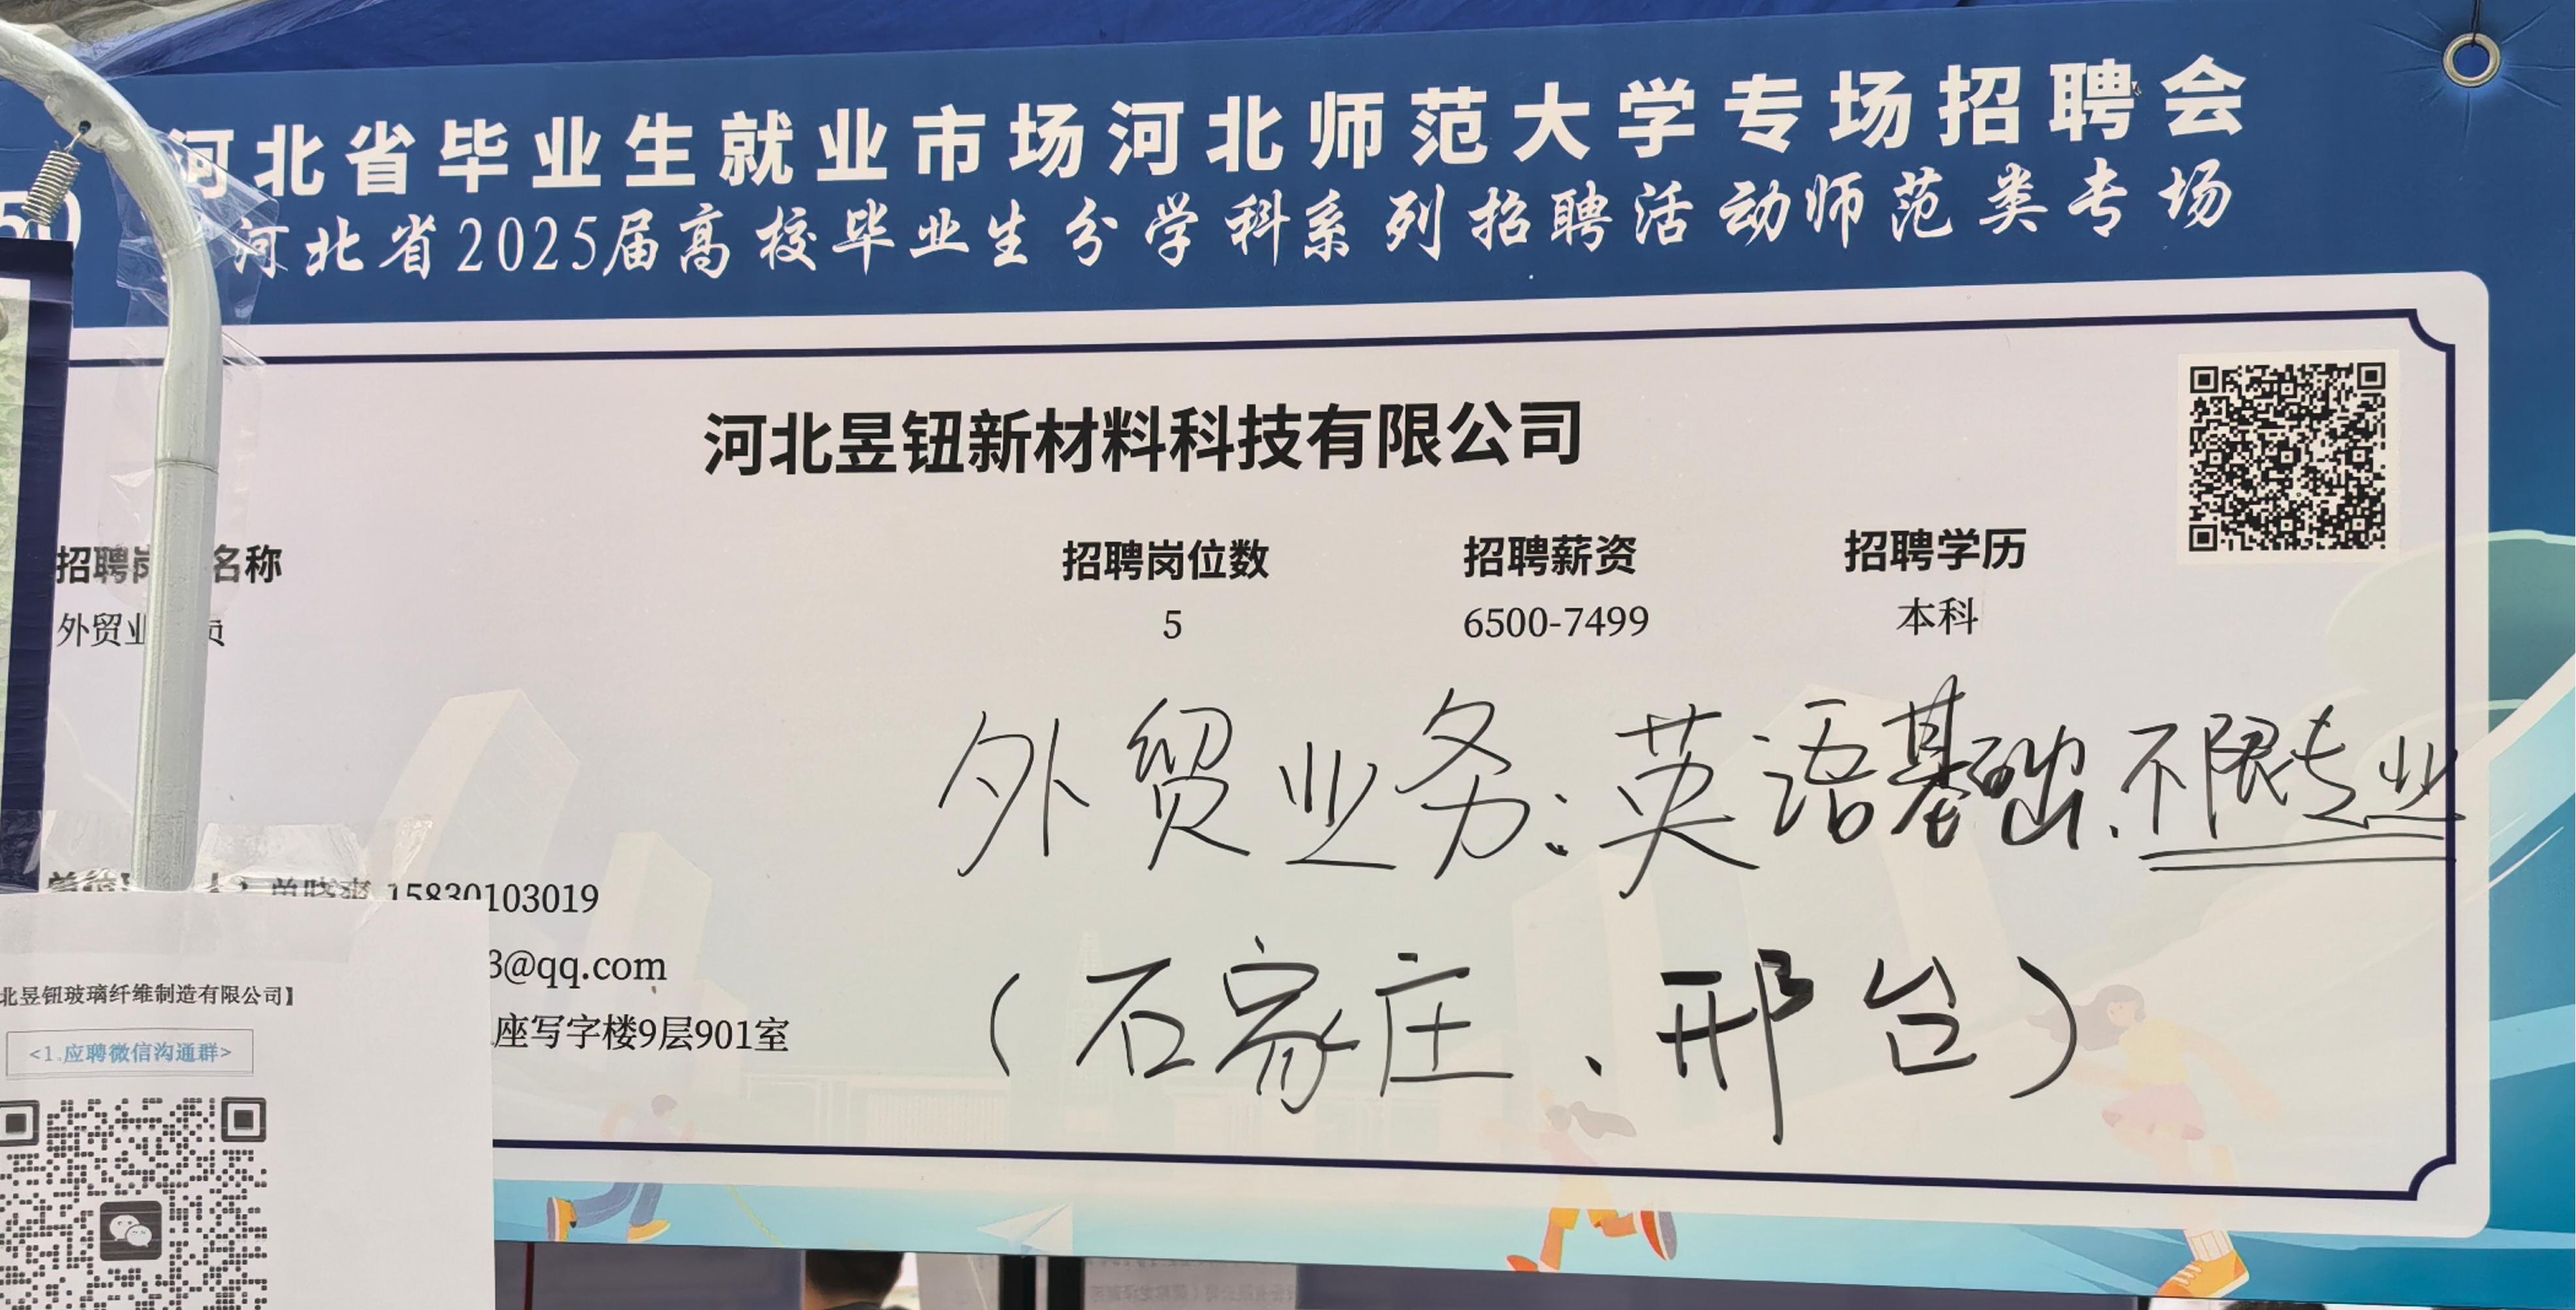 河北省毕业生就业市场河北师范大学专场招聘会
河北省2025届高校毕业生分学科系列招聘活动师范类专场
50
河北昱钮新材料科技有限公司
招聘 名称 招聘岗位数 招聘薪资 招聘学历
外贸业 员 5 6500-7499 本科
外贸业务：英语基础.不限专业
(石家庄、邢台)
15830103019
3@qq.com
座写字楼9层901室
北昱钮玻璃纤维制造有限公司】
<1.应聘微信沟通群>